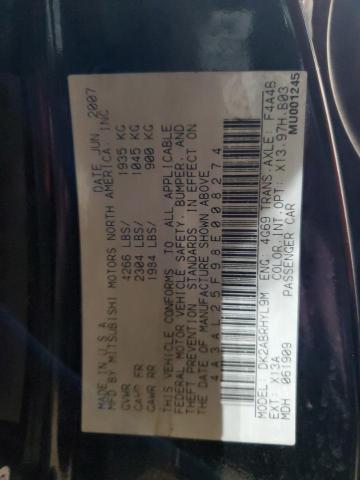 MADE IN U.S.A. DATE JUN 2007
MFD BY MITSUBISHI MOTORS NORTH AMERICA, INC
GVWR 4266 LBS/ 1935 KG
GAWR FR 2304 LBS/ 1045 KG
GAWR RR 1984 LBS/ 900 KG
THIS VEHICLE CONFORMS TO ALL APPLICABLE
FEDERAL MOTOR VEHICLE SAFETY, BUMPER, AND
THEFT PREVENTION STANDARDS IN EFFECT ON
THE DATE OF MANUFACTURE SHOWN ABOVE
4A3AL25F98E008274
MODEL: DK2ABRHYL9M ENG: 4G69 TRANS.AXLE: F4A4B
EXT: X13A COLOR.INT.OPT: X13.97H.B03
MDH 061909 PASSENGER CAR MU001245